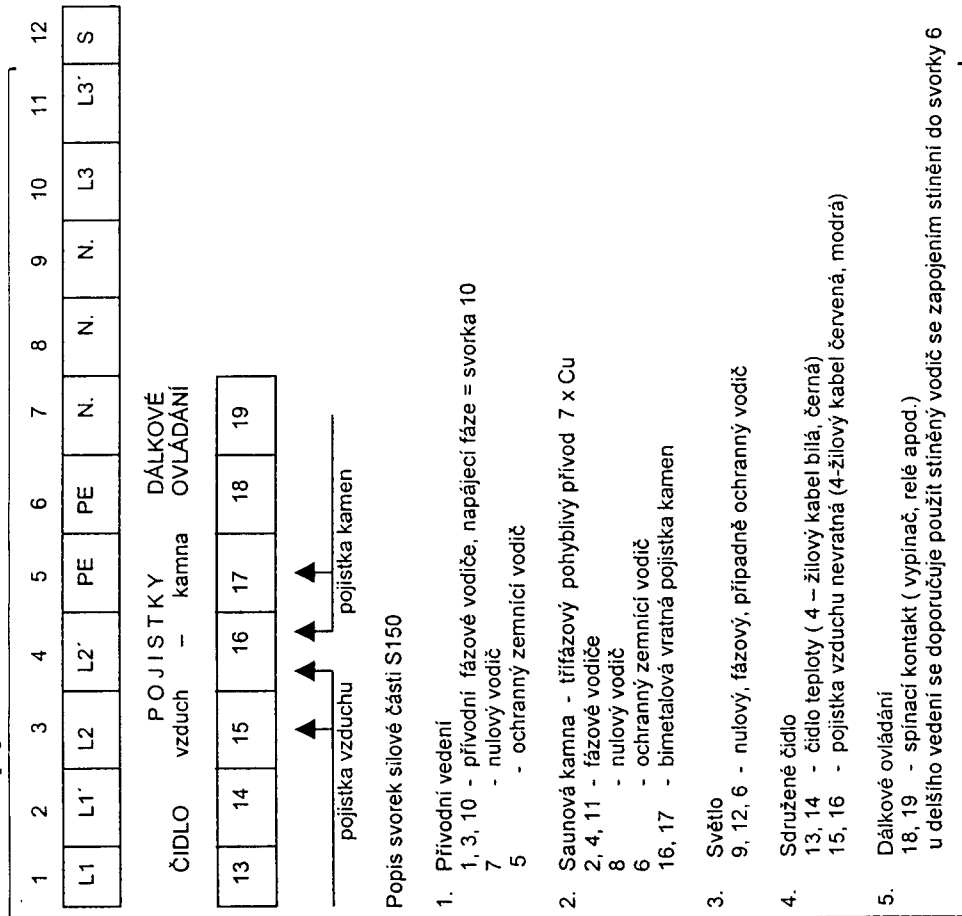 1 2 3 4 5 6 7 8 9 10 11 12
L1 L1´ L2 L2´ PE PE N. N. N. L3 L3´ S
P O J I S T K Y DÁLKOVÉ
ČIDLO vzduch – kamna OVLÁDÁNÍ
13 14 15 16 17 18 19
pojistka vzduchu pojistka kamen
Popis svorek silové části S150
1. Přívodní vedení
1, 3, 10 - přívodní fázové vodiče, napájecí fáze = svorka 10
7 - nulový vodič
5 - ochranný zemnící vodič
2. Saunová kamna - třífázový pohyblivý přívod 7 x Cu
2, 4, 11 - fázové vodiče
8 - nulový vodič
6 - ochranný zemnící vodič
16, 17 - bimetalová vratná pojistka kamen
3. Světlo
9, 12, 6 - nulový, fázový, případně ochranný vodič
4. Sdružené čidlo
13, 14 - čidlo teploty ( 4 – žilový kabel bílá, černá)
15, 16 - pojistka vzduchu nevratná (4-žilový kabel červená, modrá)
5. Dálkové ovládání
18, 19 - spínací kontakt ( vypínač, relé apod.)
u delšího vedení se doporučuje použít stíněný vodič se zapojením stínění do svorky 6